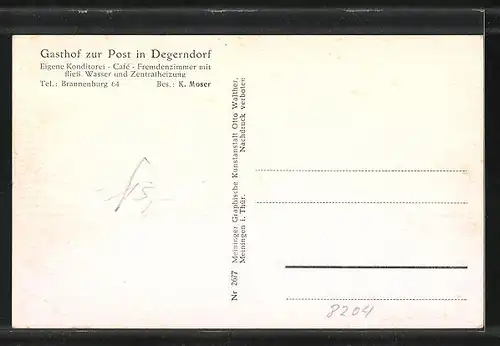 Gasthof zur Post in Degerndorf
Eigene Konditorei - Café - Fremdenzimmer mit
fließ. Wasser und Zentralheizung
Tel.: Brannenburg 64 Bes.: K. Moser
Nr 2677 Meininger Graphische Kunstanstalt Otto Walther,
Meiningen i. Thür. Nachdruck verboten
15,-
8204